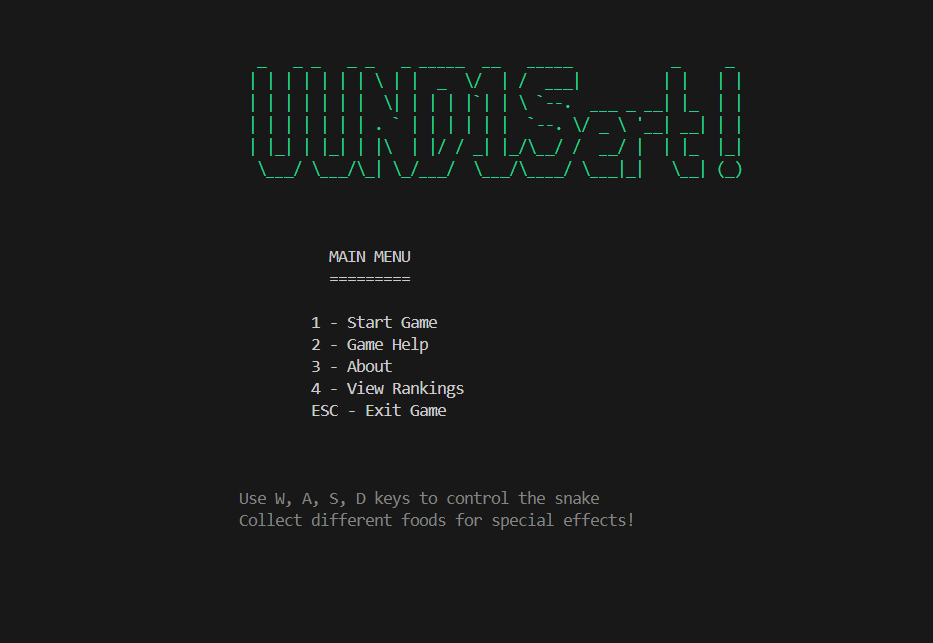 MAIN MENU
=========
1 - Start Game
2 - Game Help
3 - About
4 - View Rankings
ESC - Exit Game
Use W, A, S, D keys to control the snake
Collect different foods for special effects!